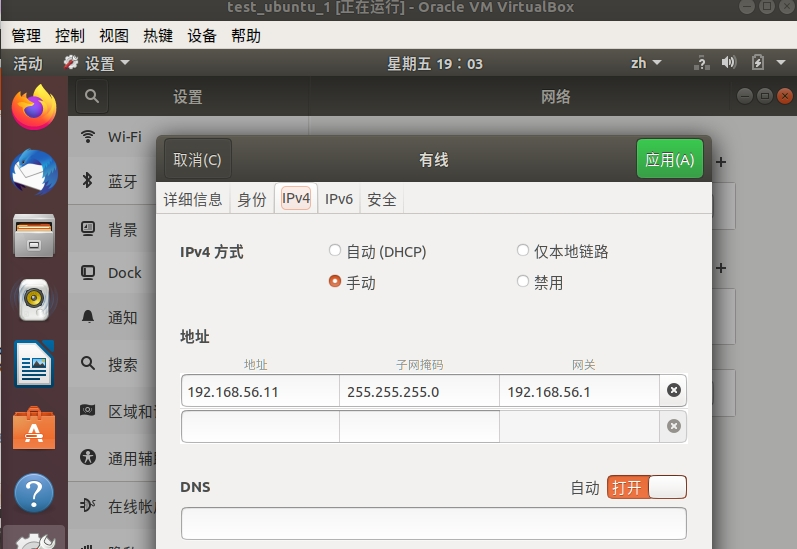 test_ubuntu_1 [正在运行] - Oracle VM VirtualBox
管理 控制 视图 热键 设备 帮助
活动 设置 星期五 19：03 zh
设置 网络
Wi-Fi
取消(C) 有线 应用(A)
蓝牙
详细信息 身份 IPv4 IPv6 安全
背景
IPv4 方式 自动 (DHCP) 仅本地链路
Dock
手动 禁用
通知
地址
搜索
地址 子网掩码 网关
192.168.56.11 255.255.255.0 192.168.56.1
区域和
通用辅
DNS 自动 打开
在线帐